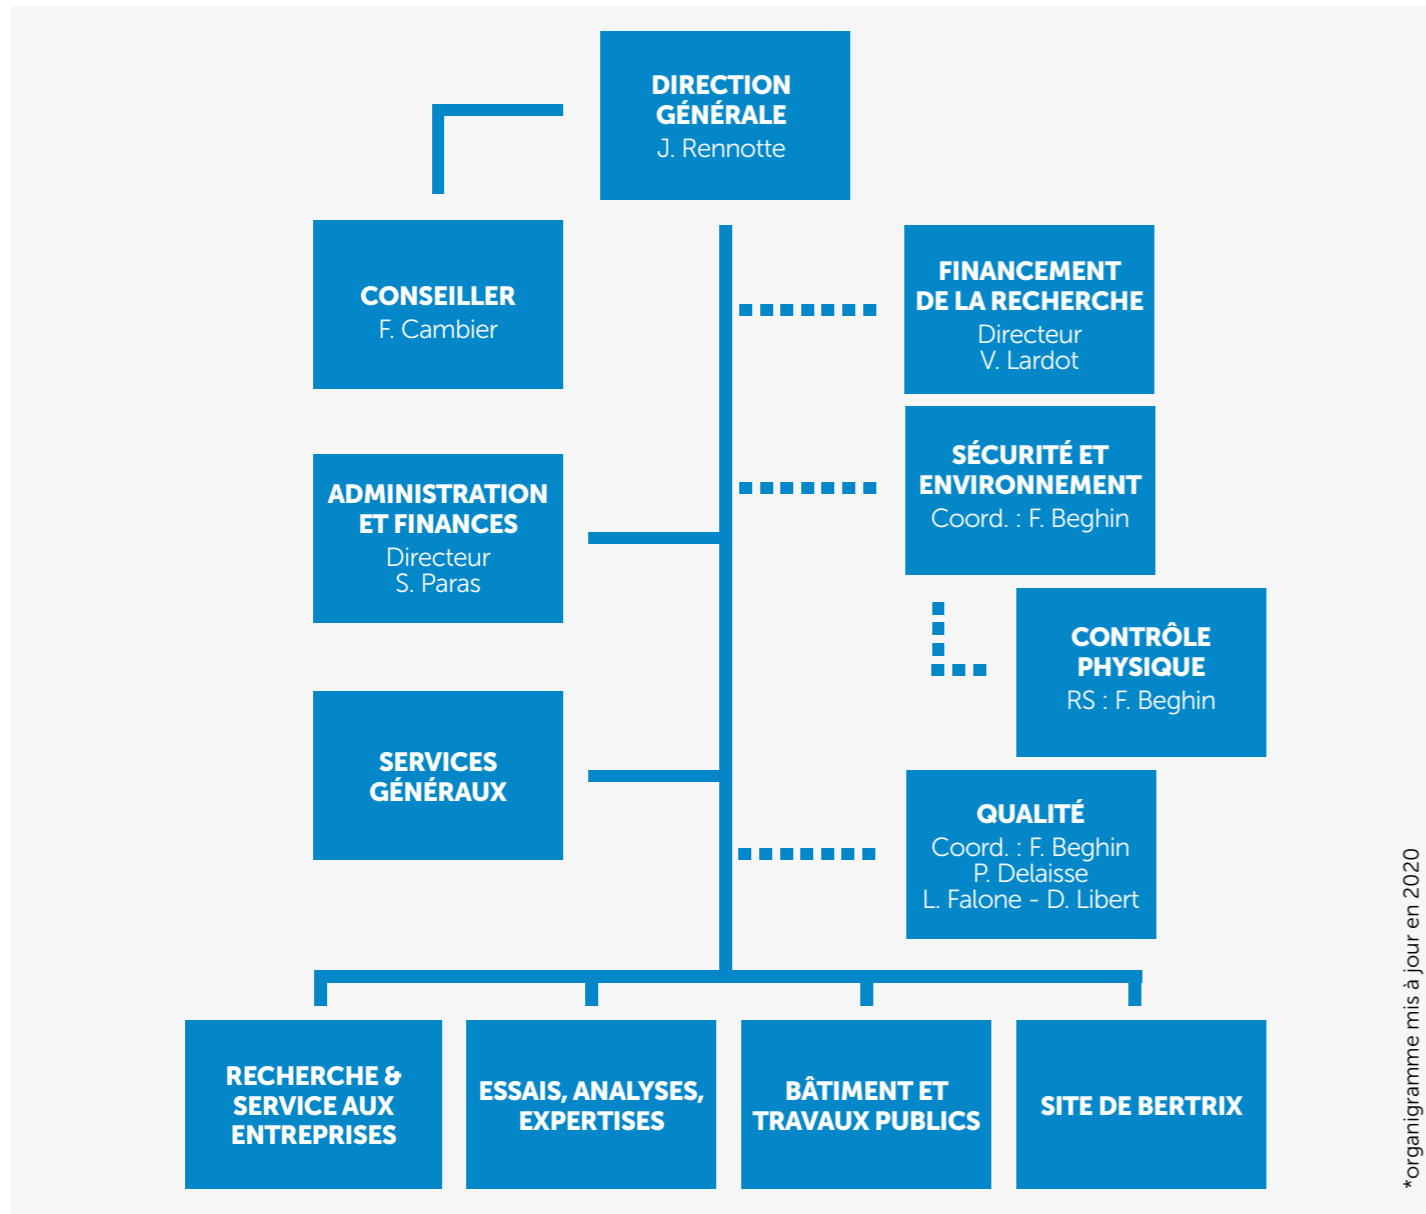 DIRECTION
GÉNÉRALE
J. Rennotte
CONSEILLER
F. Cambier
FINANCEMENT
DE LA RECHERCHE
Directeur
V. Lardot
ADMINISTRATION
ET FINANCES
Directeur
S. Paras
SÉCURITÉ ET
ENVIRONNEMENT
Coord. : F. Beghin
CONTRÔLE
PHYSIQUE
RS : F. Beghin
SERVICES
GÉNÉRAUX
QUALITÉ
Coord. : F. Beghin
P. Delaisse
L. Falone - D. Libert
RECHERCHE &
SERVICE AUX
ENTREPRISES
ESSAIS, ANALYSES,
EXPERTISES
BÂTIMENT ET
TRAVAUX PUBLICS
SITE DE BERTRIX
*organigramme mis à jour en 2020